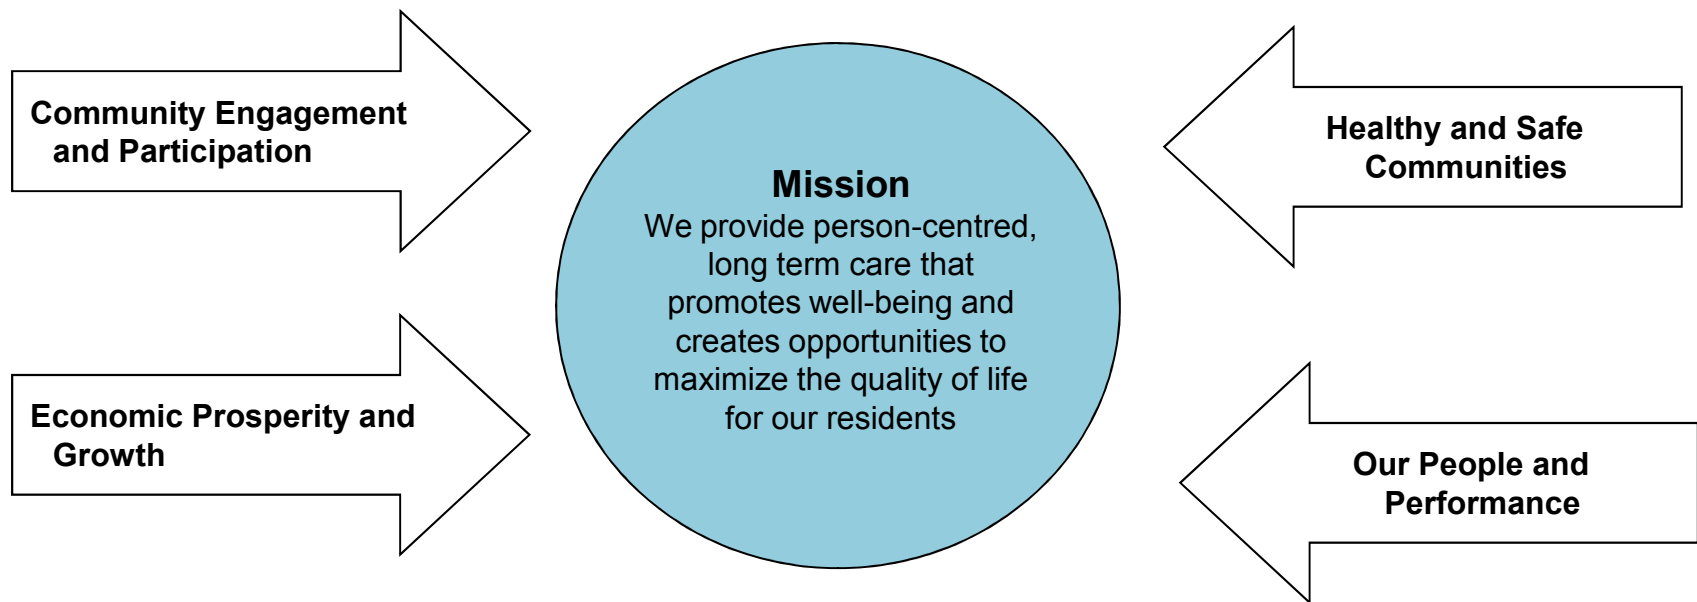 Community Engagement
and Participation
Healthy and Safe
Communities
Mission
We provide person-centred,
long term care that
promotes well-being and
creates opportunities to
maximize the quality of life
for our residents
Economic Prosperity and
Growth
Our People and
Performance